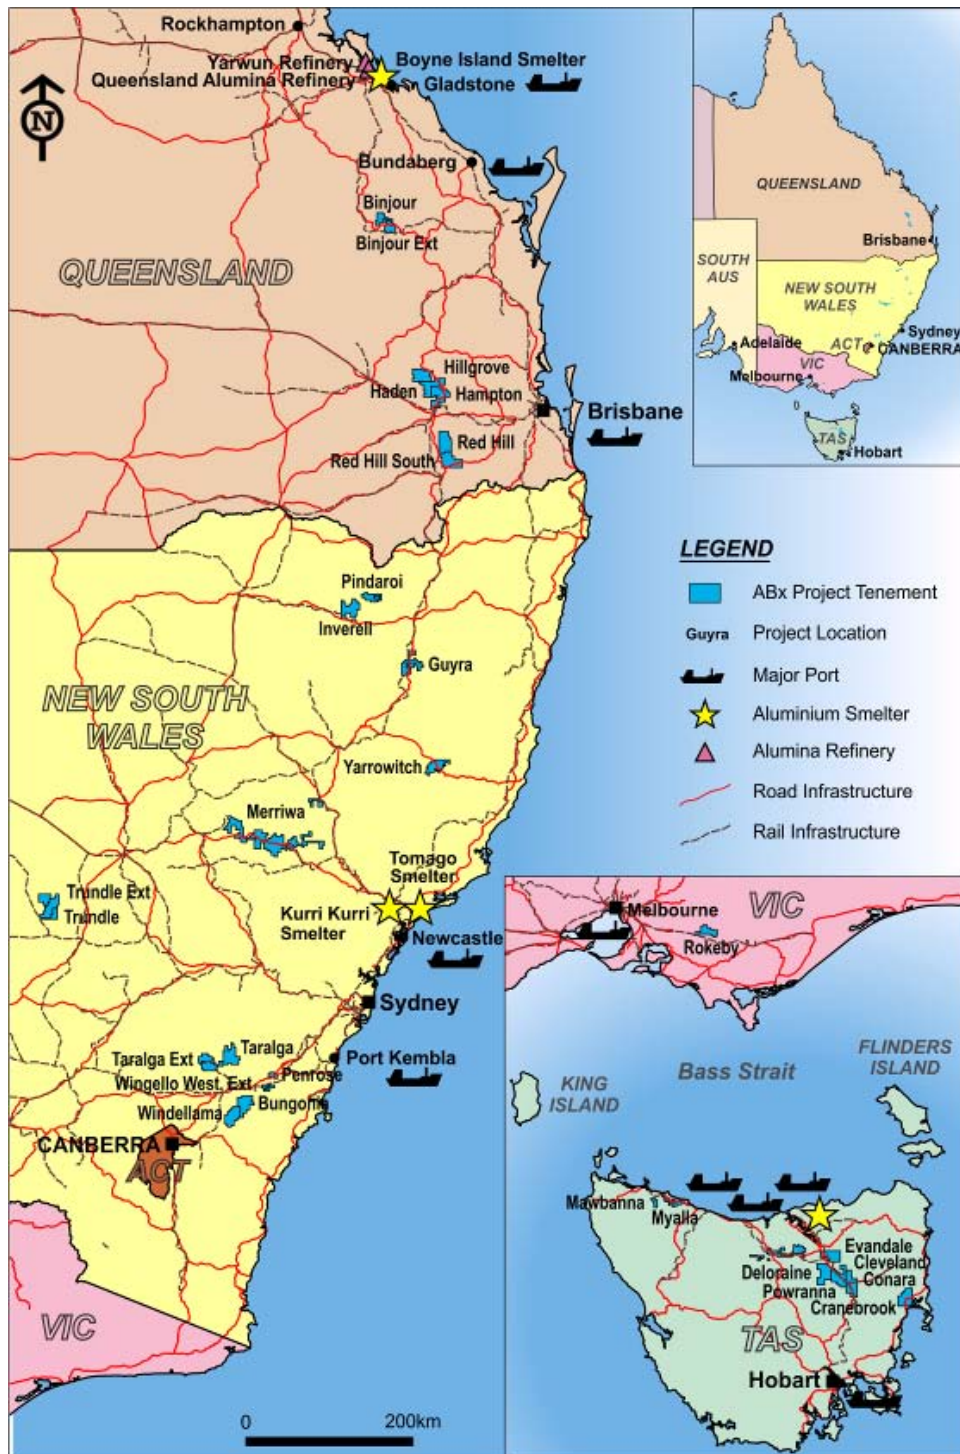 Rockhampton
Yarwun Refinery
Boyne Island Smelter
Queensland Alumina Refinery
Gladstone
N
Bundaberg
Binjour
Binjour Ext
QUEENSLAND
Hillgrove
Haden
Hampton
Brisbane
Red Hill
Red Hill South
Pindaroi
Inverell
Guyra
NEW SOUTH
WALES
Yarrowitch
Merriwa
Tomago
Smelter
Trundle Ext
Trundle
Kurri Kurri
Smelter
Newcastle
Sydney
Taralga
Taralga Ext
Port Kembla
Penrose
Wingello West. Ext
Bungonia
Windellama
CANBERRA
ACT
VIC
0
200km
QUEENSLAND
Brisbane
SOUTH
AUS
NEW SOUTH
WALES
Sydney
ACT
CANBERRA
Adelaide
VIC
Melbourne
0
TAS
Hobart
LEGEND
ABx Project Tenement
Guyra
Project Location
Major Port
Aluminium Smelter
Alumina Refinery
Road Infrastructure
Rail Infrastructure
VIC
Melbourne
Rokeby
FLINDERS
ISLAND
Bass Strait
KING
ISLAND
Mawbanna
Myalla
Evandale
Cleveland
Deloraine
Conara
Powranna
Cranebrook
TAS
Hobart